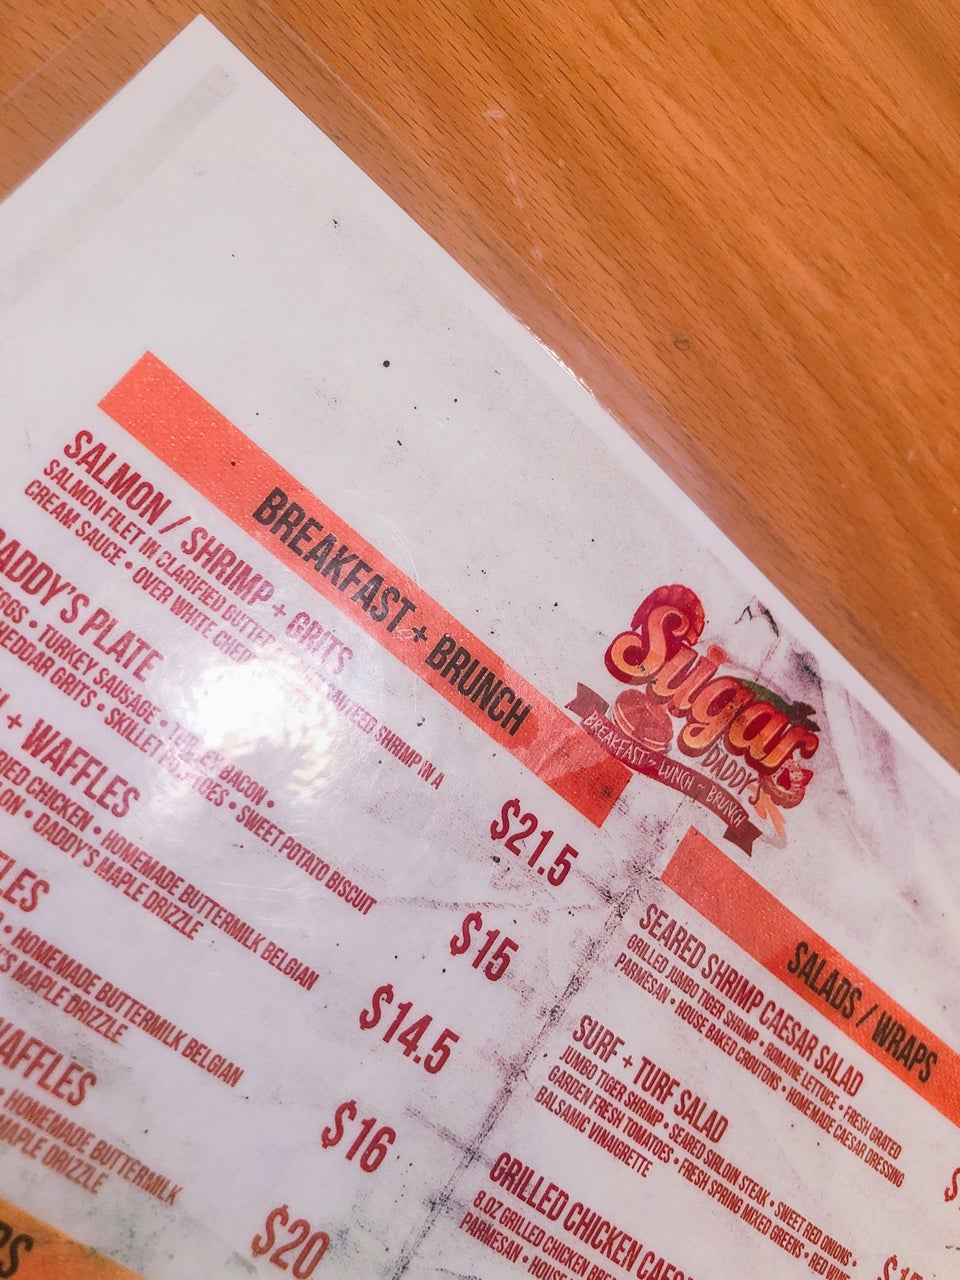 BREAKFAST + BRUNCH
SALMON / SHRIMP + GRITS
SALMON FILET IN CLARIFIED BUTTER SAUTEED SHRIMP IN A
CREAM SAUCE • OVER WHITE CHED
$21.5
DADDY'S PLATE
EGGS • TURKEY SAUSAGE • TURKEY BACON •
CHEDDAR GRITS • SKILLET POTATOES • SWEET POTATO BISCUIT
$15
+ WAFFLES
FRIED CHICKEN • HOMEMADE BUTTERMILK BELGIAN
• DADDY'S MAPLE DRIZZLE
$14.5
• HOMEMADE BUTTERMILK BELGIAN
MAPLE DRIZZLE
$16
WAFFLES
• HOMEMADE BUTTERMILK
MAPLE DRIZZLE
$20
Sugar
DADDY'S
BREAKFAST ~ LUNCH ~ BRUNCH
SALADS / WRAPS
SEARED SHRIMP CAESAR SALAD
GRILLED JUMBO TIGER SHRIMP • ROMAINE LETTUCE • FRESH GRATED
PARMESAN • HOUSE BAKED CROUTONS • HOMEMADE CAESAR DRESSING
SURF + TURF SALAD
JUMBO TIGER SHRIMP • SEARED SIRLOIN STEAK • SWEET RED ONIONS •
GARDEN FRESH TOMATOES • FRESH SPRING MIXED GREENS • RED WINE
BALSAMIC VINAIGRETTE
GRILLED CHICKEN
8.OZ GRILLED CHICKEN
PARMESAN •